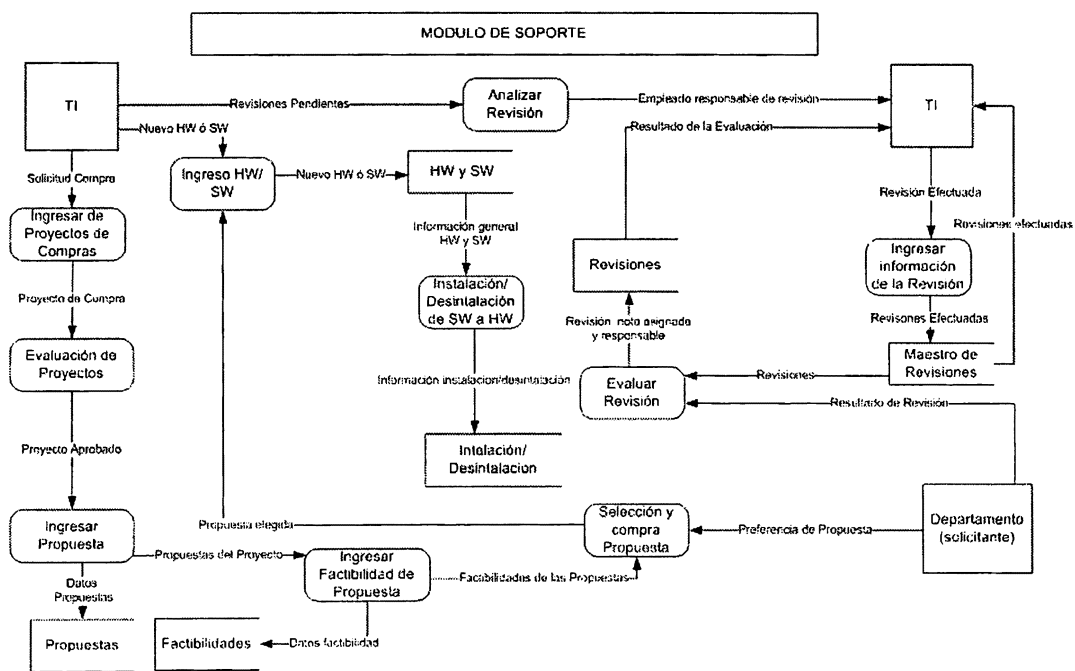 MODULO DE SOPORTE
TI
Revisiones Pendientes
Analizar
Revisión
Empleado responsable de revisión
TI
Nuevo HW ó SW
Resultado de la Evaluación
Ingreso HW/
SW
Nuevo HW ó SW
HW y SW
Solicitud Compra
Revisión Efectuada
Revisiones efectuadas
Ingresar de
Proyectos de
Compras
Información general
HW y SW
Revisiones
Ingresar
información
de la Revisión
Instalación/
Desintalación
de SW a HW
Proyecto de Compra
Revisión, nota asignada
y responsable
Revisones Efectuadas
Evaluación de
Proyectos
Maestro de
Revisiones
Información instalacion/desintalación
Evaluar
Revisión
Revisiones
Resultado de Revisión
Proyecto Aprobado
Intalación/
Desintalacion
Ingresar
Propuesta
Propuesta elegida
Selección y
compra
Propuesta
Preferencia de Propuesta
Departamento
(solicitante)
Propuestas del Proyecto
Ingresar
Factibilidad de
Propuesta
Factibilidades de las Propuestas
Datos
Propuestas
Propuestas
Factibilidades
Datos factibilidad